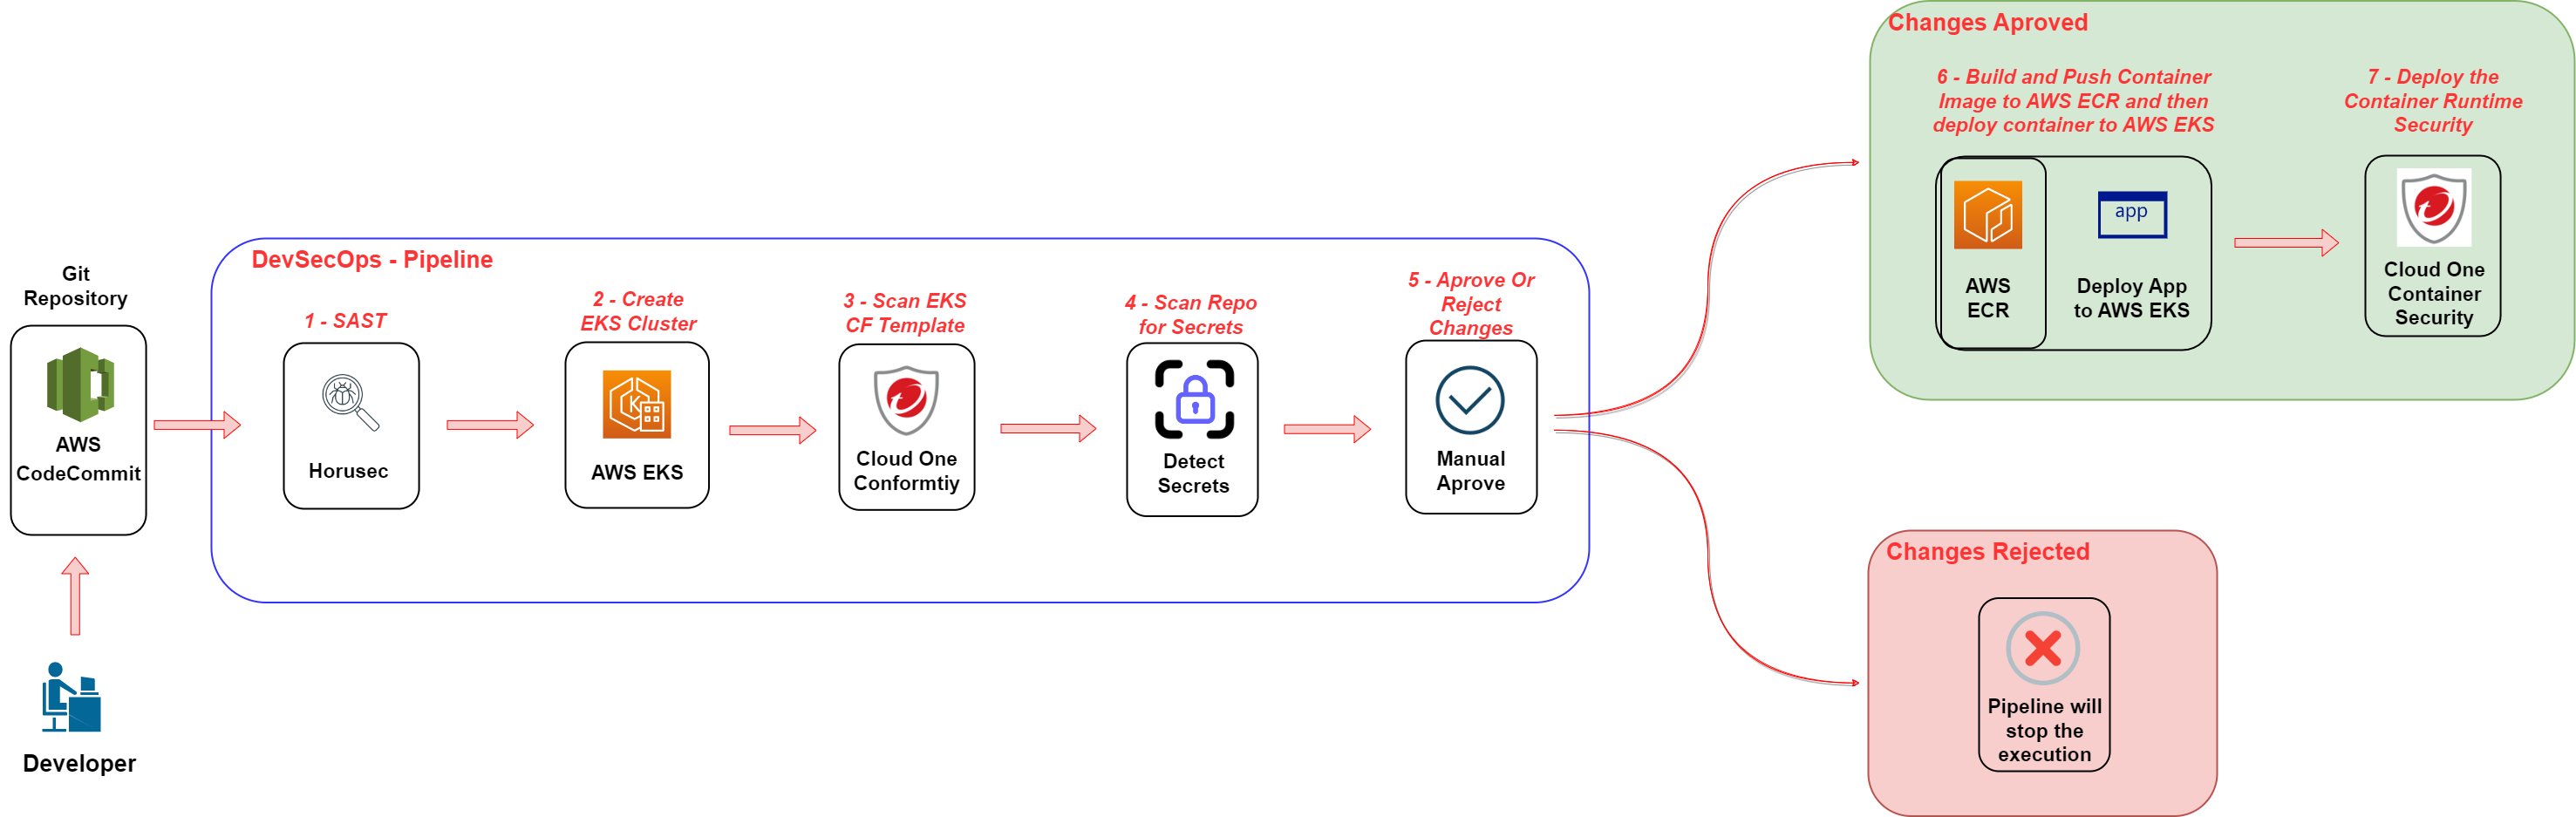 Git
Repository
AWS
CodeCommit
Developer
DevSecOps - Pipeline
1 - SAST
Horusec
2 - Create
EKS Cluster
AWS EKS
3 - Scan EKS
CF Template
Cloud One
Conformtiy
4 - Scan Repo
for Secrets
Detect
Secrets
5 - Aprove Or
Reject
Changes
Manual
Aprove
Changes Aproved
6 - Build and Push Container
Image to AWS ECR and then
deploy container to AWS EKS
AWS
ECR
app
Deploy App
to AWS EKS
7 - Deploy the
Container Runtime
Security
Cloud One
Container
Security
Changes Rejected
Pipeline will
stop the
execution